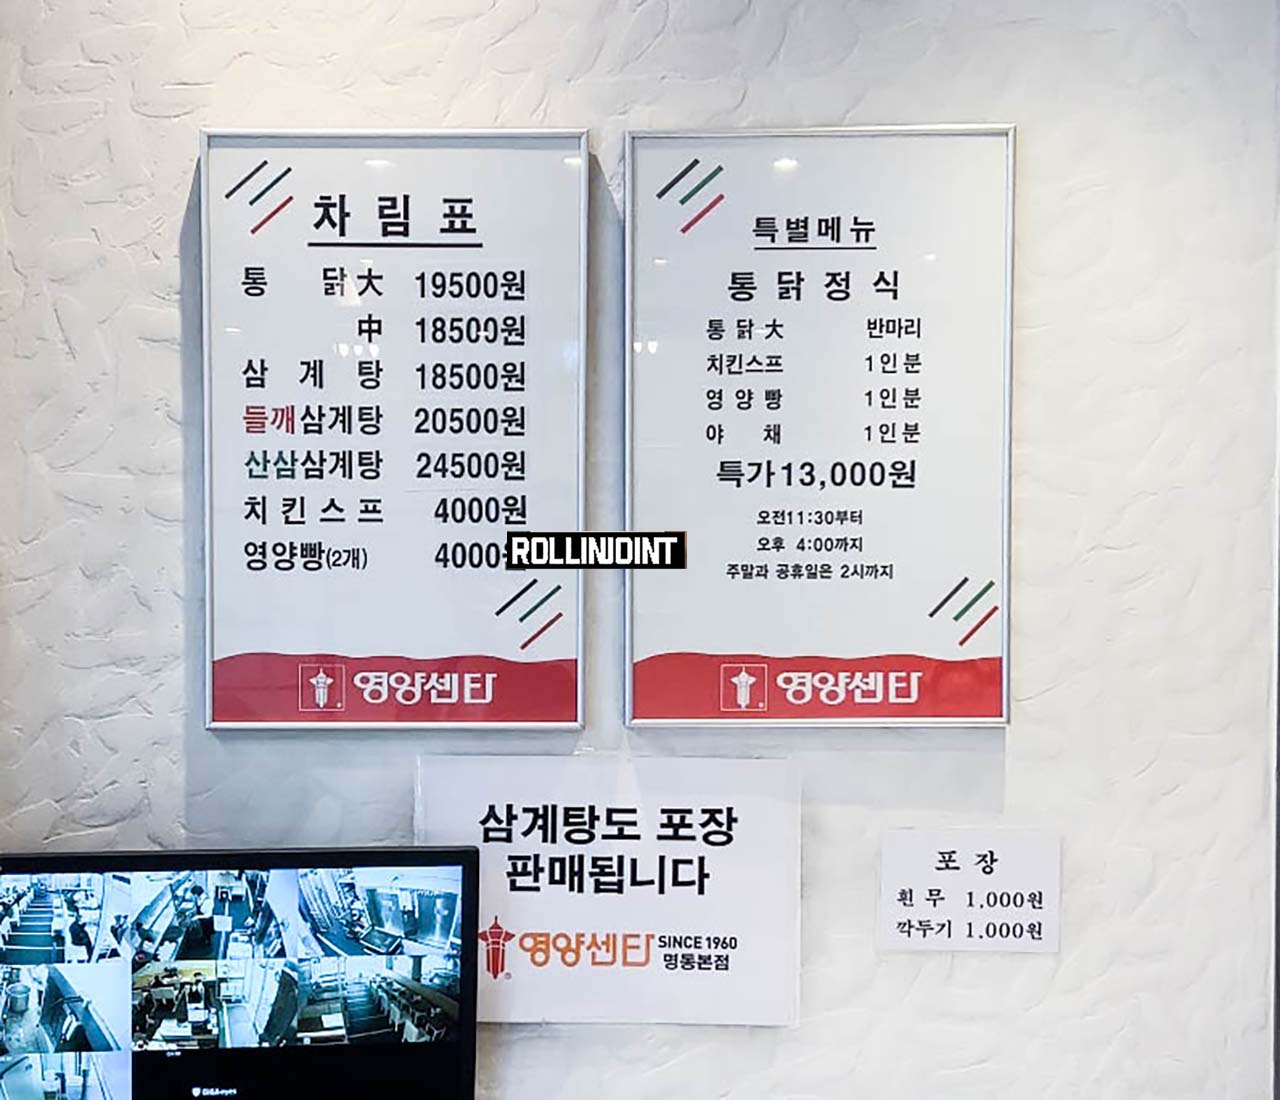 차림표
통 닭大 19500원
中 18500원
삼계탕 18500원
들깨삼계탕 20500원
산삼삼계탕 24500원
치킨스프 4000원
영양빵(2개) 4000
ROLLINJOINT
영양센타
특별메뉴
통닭정식
통닭大 반마리
치킨스프 1인분
영양빵 1인분
야채 1인분
특가 13,000원
오전11:30부터
오후 4:00까지
주말과 공휴일은 2시까지
영양센타
삼계탕도 포장
판매됩니다
영양센타 SINCE 1960
명동본점
포장
흰무 1,000원
깍두기 1,000원